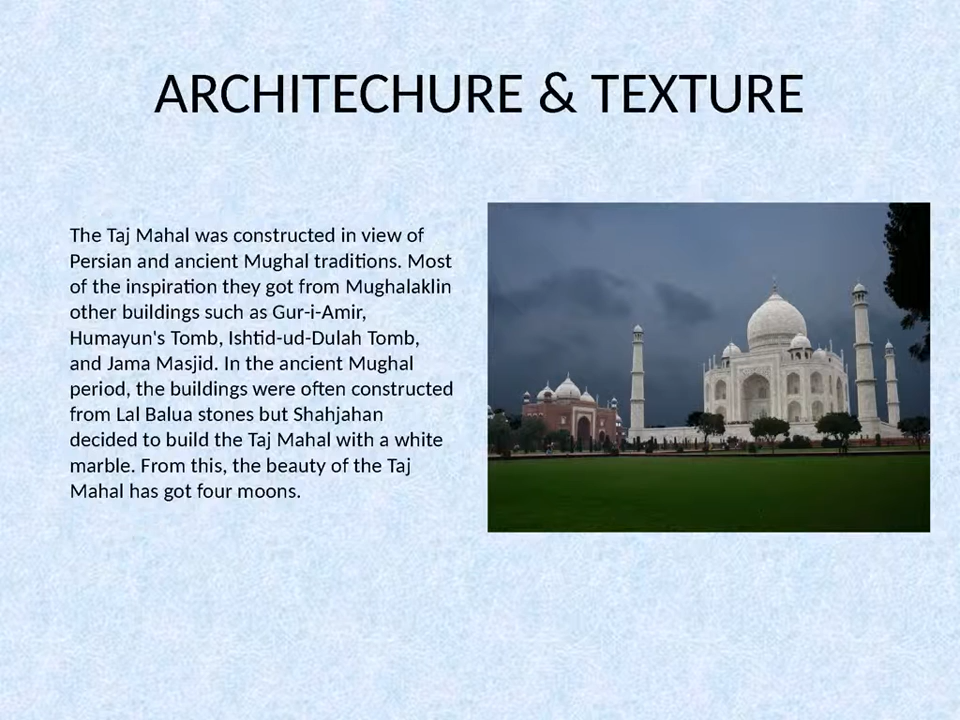 ARCHITECHURE & TEXTURE
The Taj Mahal was constructed in view of
Persian and ancient Mughal traditions. Most
of the inspiration they got from Mughalaklin
other buildings such as Gur-i-Amir,
Humayun's Tomb, Ishtid-ud-Dulah Tomb,
and Jama Masjid. In the ancient Mughal
period, the buildings were often constructed
from Lal Balua stones but Shahjahan
decided to build the Taj Mahal with a white
marble. From this, the beauty of the Taj
Mahal has got four moons.